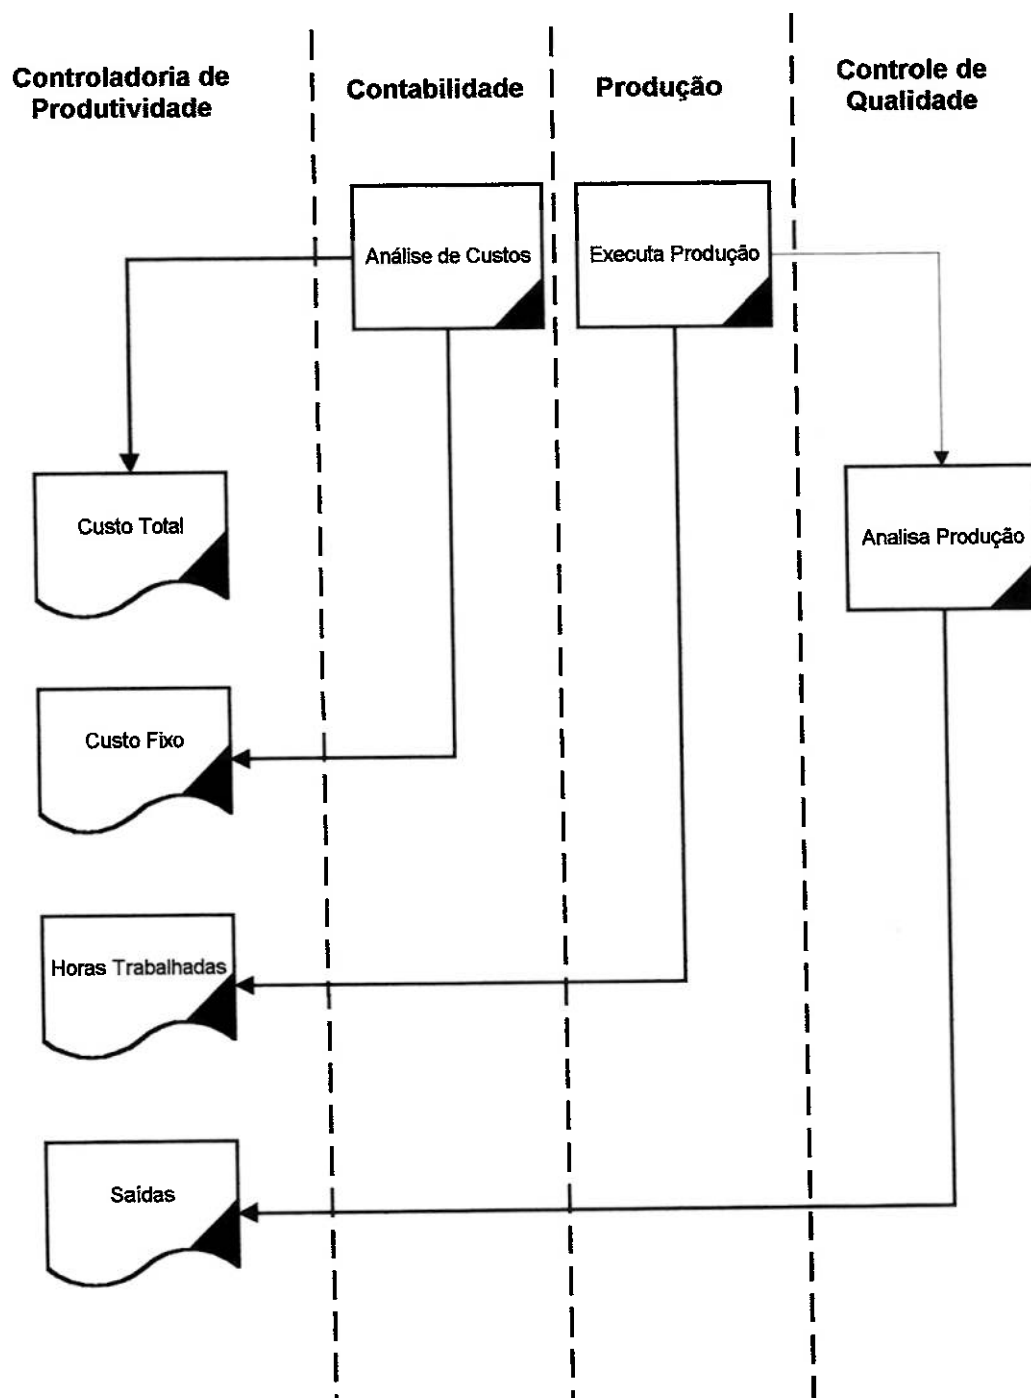 Controladoria de
Produtividade
Contabilidade
Produção
Controle de
Qualidade
Análise de Custos
Executa Produção
Custo Total
Analisa Produção
Custo Fixo
Horas Trabalhadas
Saídas